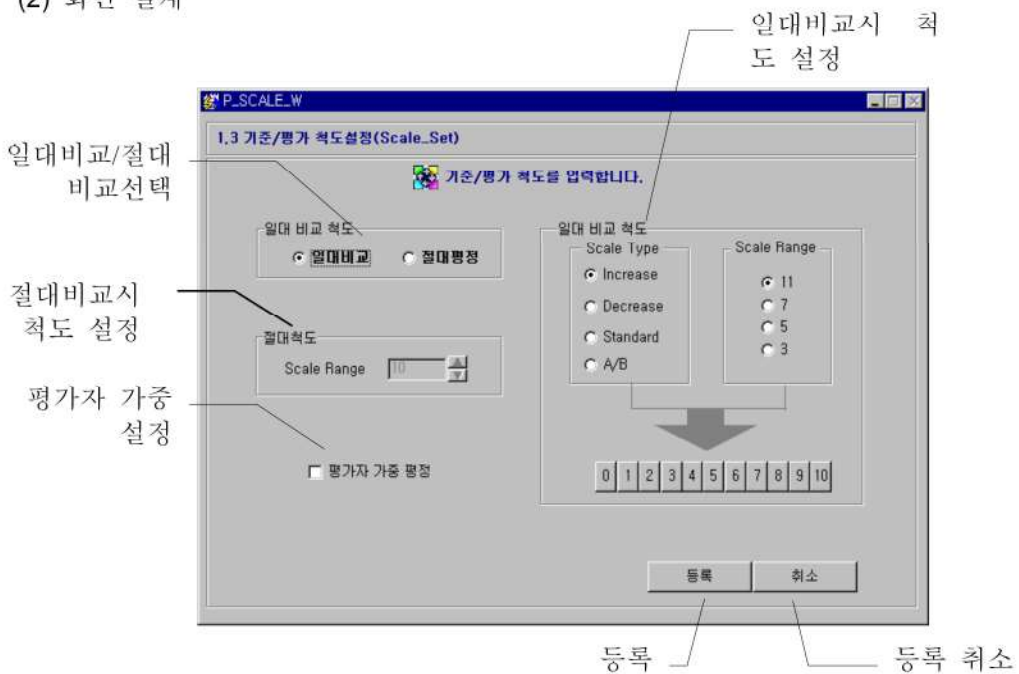 (2) 화면 설계
일대비교시 척
도 설정
P_SCALE_W
1.3 기준/평가 척도설정(Scale_Set)
기준/평가 척도를 입력합니다.
일대비교/절대
비교선택
일대 비교 척도
일대비교
절대평정
절대비교시
척도 설정
절대척도
Scale Range
10
평가자 가중
설정
평가자 가중 평정
일대 비교 척도
Scale Type
Increase
Decrease
Standard
A/B
Scale Range
11
7
5
3
0 1 2 3 4 5 6 7 8 9 10
등록
취소
등록
등록 취소